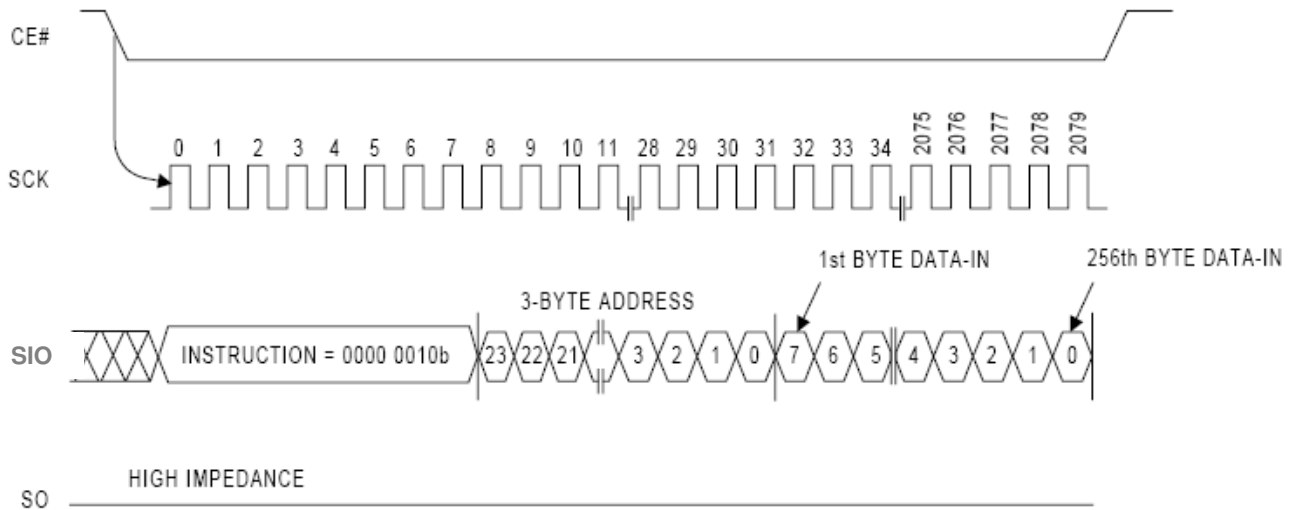 CE#
0 1 2 3 4 5 6 7 8 9 10 11 28 29 30 31 32 33 34 2075 2076 2077 2078 2079
SCK
1st BYTE DATA-IN 256th BYTE DATA-IN
3-BYTE ADDRESS
SIO INSTRUCTION = 0000 0010b 23 22 21 3 2 1 0 7 6 5 4 3 2 1 0
HIGH IMPEDANCE
SO